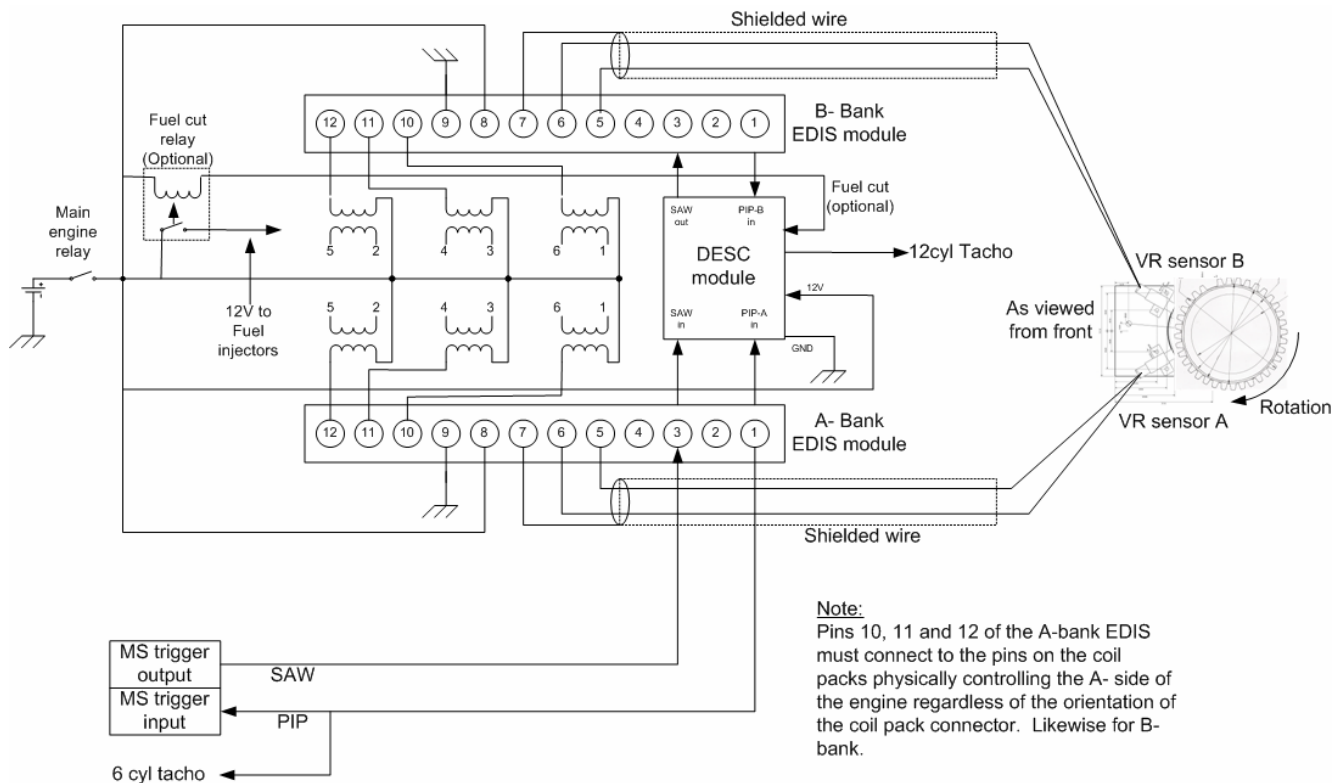 Shielded wire
B- Bank
EDIS module
12 11 10 9 8 7 6 5 4 3 2 1
Fuel cut
relay
(Optional)
Main
engine
relay
12V to
Fuel
injectors
5 2 4 3 6 1
5 2 4 3 6 1
SAW
out
PIP-B
in
DESC
module
SAW
in
PIP-A
in
Fuel cut
(optional)
12cyl Tacho
12V
GND
VR sensor B
As viewed
from front
VR sensor A
Rotation
12 11 10 9 8 7 6 5 4 3 2 1
A- Bank
EDIS module
Shielded wire
MS trigger
output
SAW
MS trigger
input
PIP
6 cyl tacho
Note:
Pins 10, 11 and 12 of the A-bank EDIS
must connect to the pins on the coil
packs physically controlling the A- side of
the engine regardless of the orientation of
the coil pack connector.  Likewise for B-
bank.